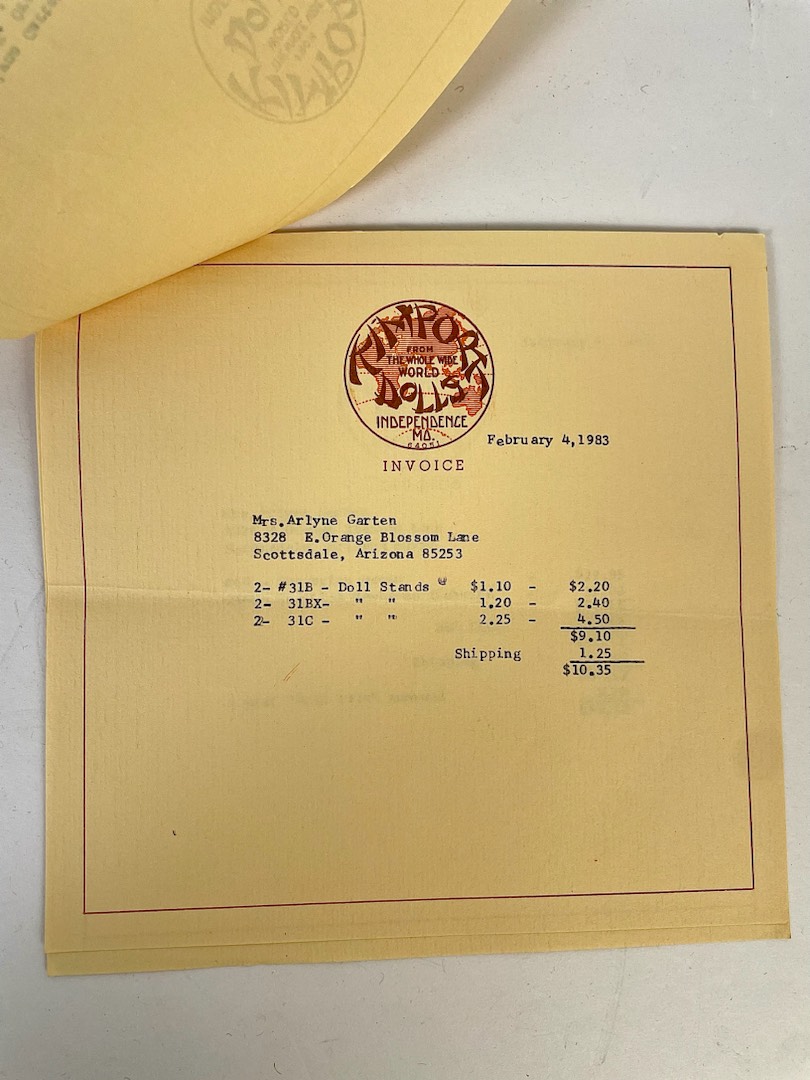 KIMPORT
FROM
THE WHOLE WIDE
WORLD
DOLLS
INDEPENDENCE
MO.
64051
February 4,1983
INVOICE
Mrs.Arlyne Garten
8328 E.Orange Blossom Lane
Scottsdale, Arizona 85253
2- #31B - Doll Stands @ $1.10 - $2.20
2- 31BX- " " 1.20 - 2.40
2- 31C - " " 2.25 - 4.50
$9.10
Shipping 1.25
$10.35